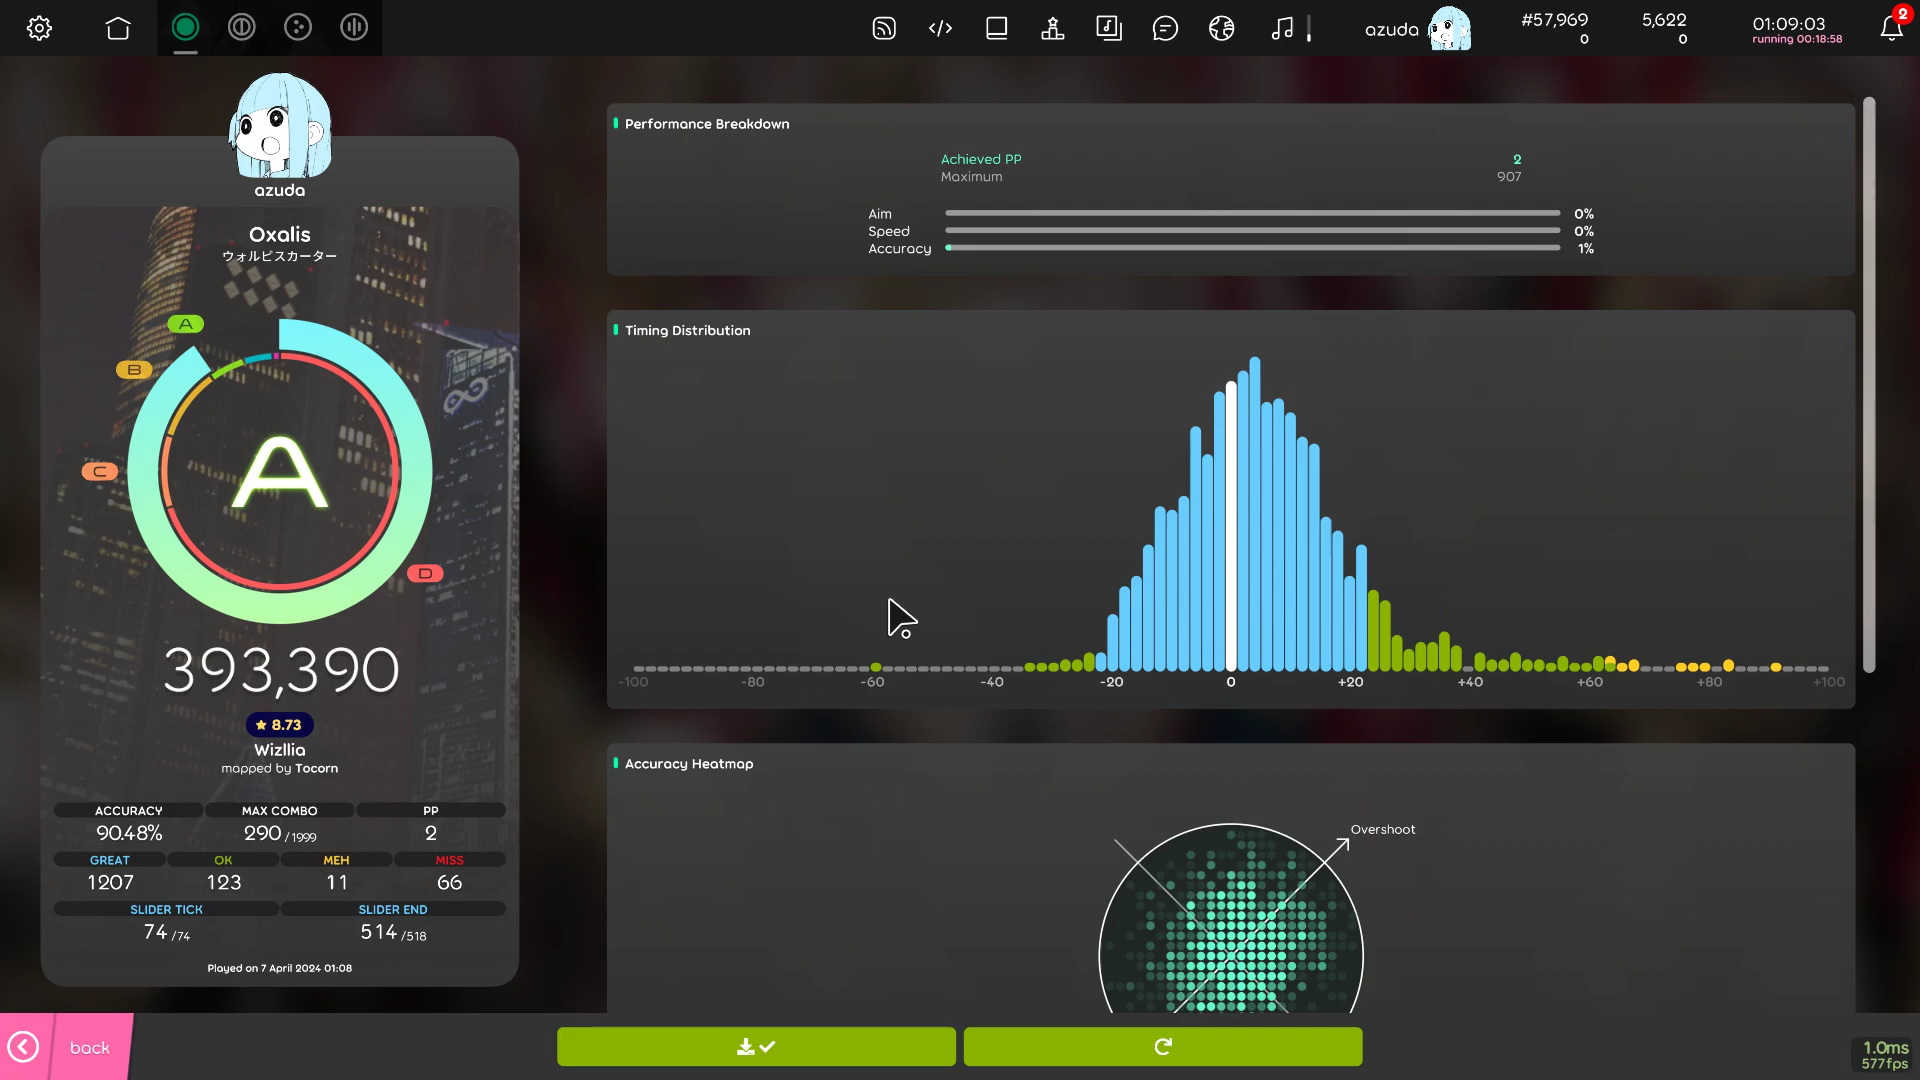 azuda
#57,969
0
5,622
0
01:09:03
running 00:18:58
2
azuda
Oxalis
ウォルピスカーター
A
B
C
D
A
393,390
8.73
Wizllia
mapped by Tocorn
ACCURACY
MAX COMBO
PP
90.48%
290 /1999
2
GREAT
OK
MEH
MISS
1207
123
11
66
SLIDER TICK
SLIDER END
74 /74
514 /518
Played on 7 April 2024 01:08
Performance Breakdown
Achieved PP 2
Maximum 907
Aim 0%
Speed 0%
Accuracy 1%
Timing Distribution
-100 -80 -60 -40 -20 0 +20 +40 +60 +80 +100
Accuracy Heatmap
Overshoot
back
1.0ms
577fps